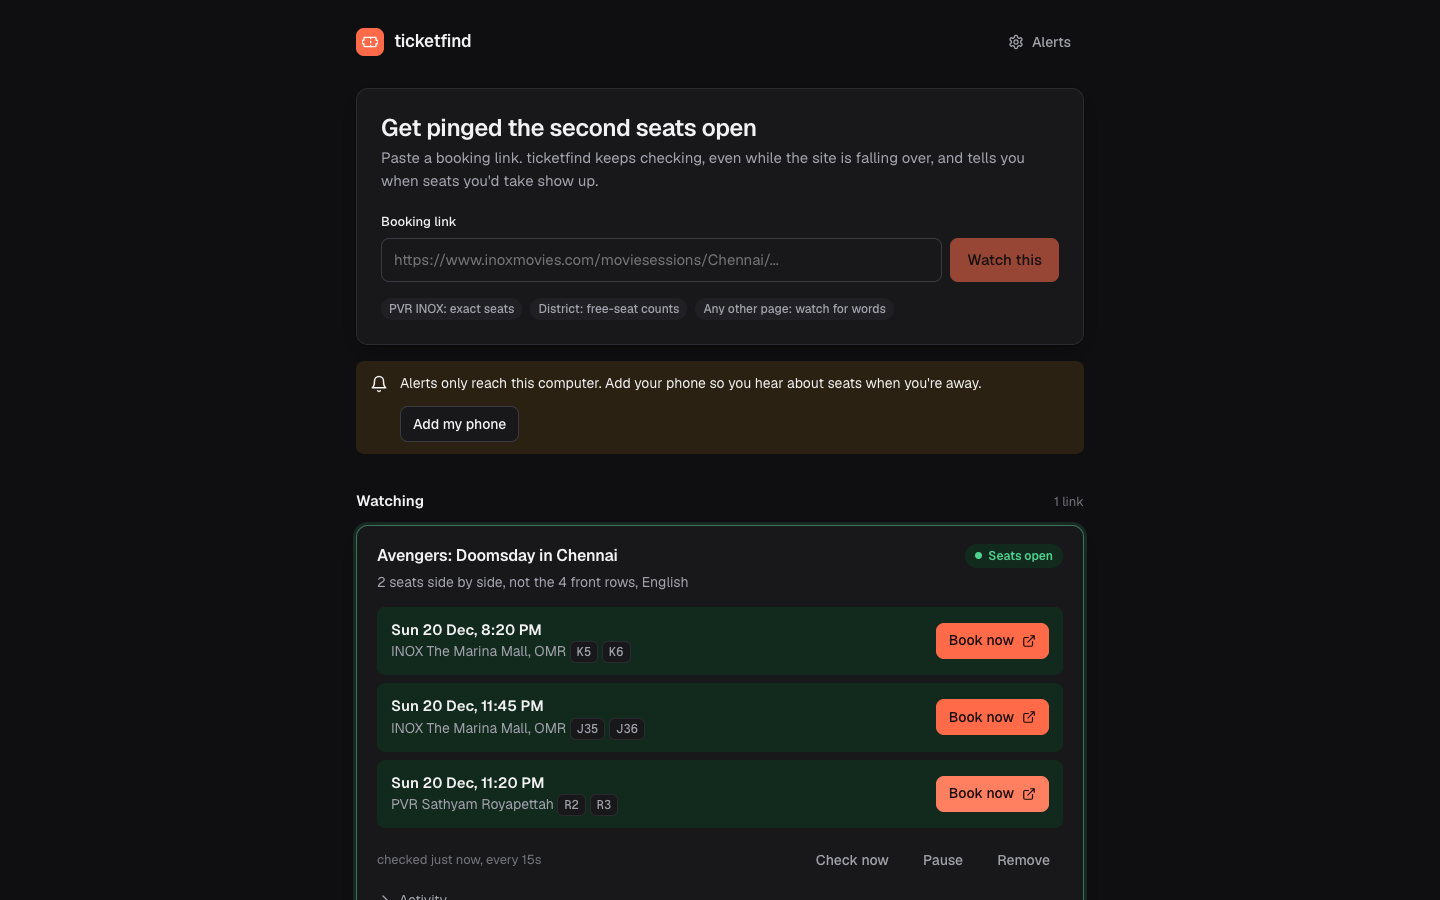 ticketfind
Alerts
Get pinged the second seats open
Paste a booking link. ticketfind keeps checking, even while the site is falling over, and tells you
when seats you'd take show up.
Booking link
https://www.inoxmovies.com/moviesessions/Chennai/...
Watch this
PVR INOX: exact seats
District: free-seat counts
Any other page: watch for words
Alerts only reach this computer. Add your phone so you hear about seats when you're away.
Add my phone
Watching
1 link
Avengers: Doomsday in Chennai
Seats open
2 seats side by side, not the 4 front rows, English
Sun 20 Dec, 8:20 PM
INOX The Marina Mall, OMR K5 K6
Book now
Sun 20 Dec, 11:45 PM
INOX The Marina Mall, OMR J35 J36
Book now
Sun 20 Dec, 11:20 PM
PVR Sathyam Royapettah R2 R3
Book now
checked just now, every 15s
Check now
Pause
Remove
Activity